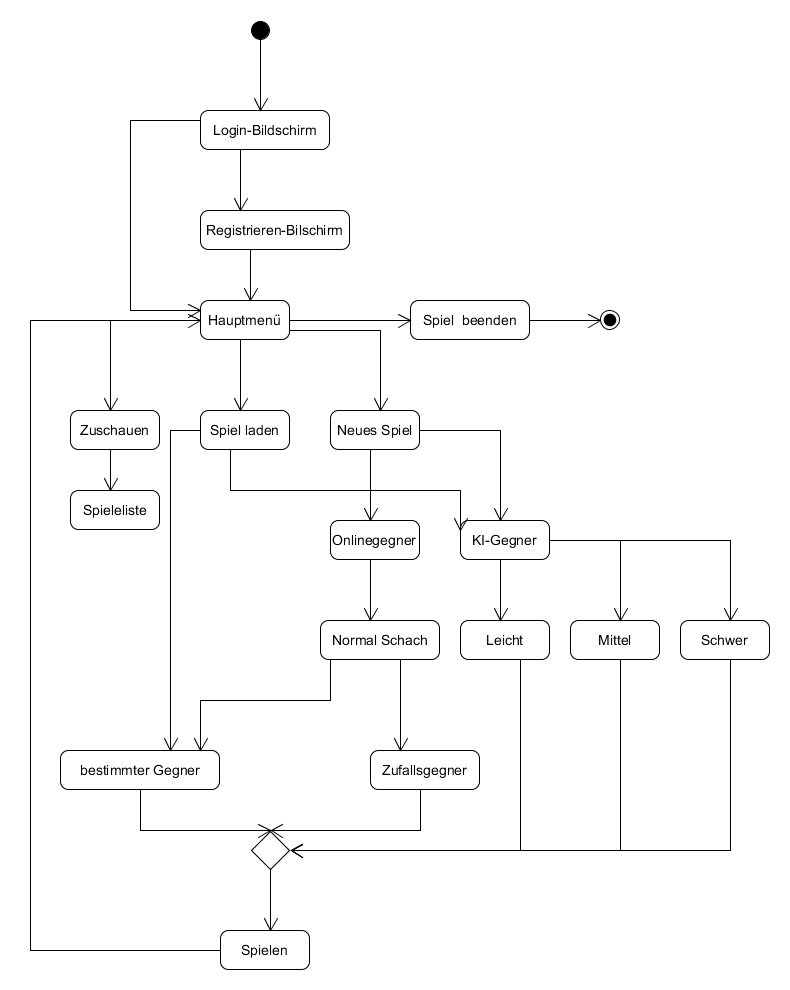 Login-Bildschirm
Registrieren-Bilschirm
Hauptmenü
Spiel beenden
Zuschauen
Spiel laden
Neues Spiel
Spieleliste
Onlinegegner
KI-Gegner
Normal Schach
Leicht
Mittel
Schwer
bestimmter Gegner
Zufallsgegner
Spielen